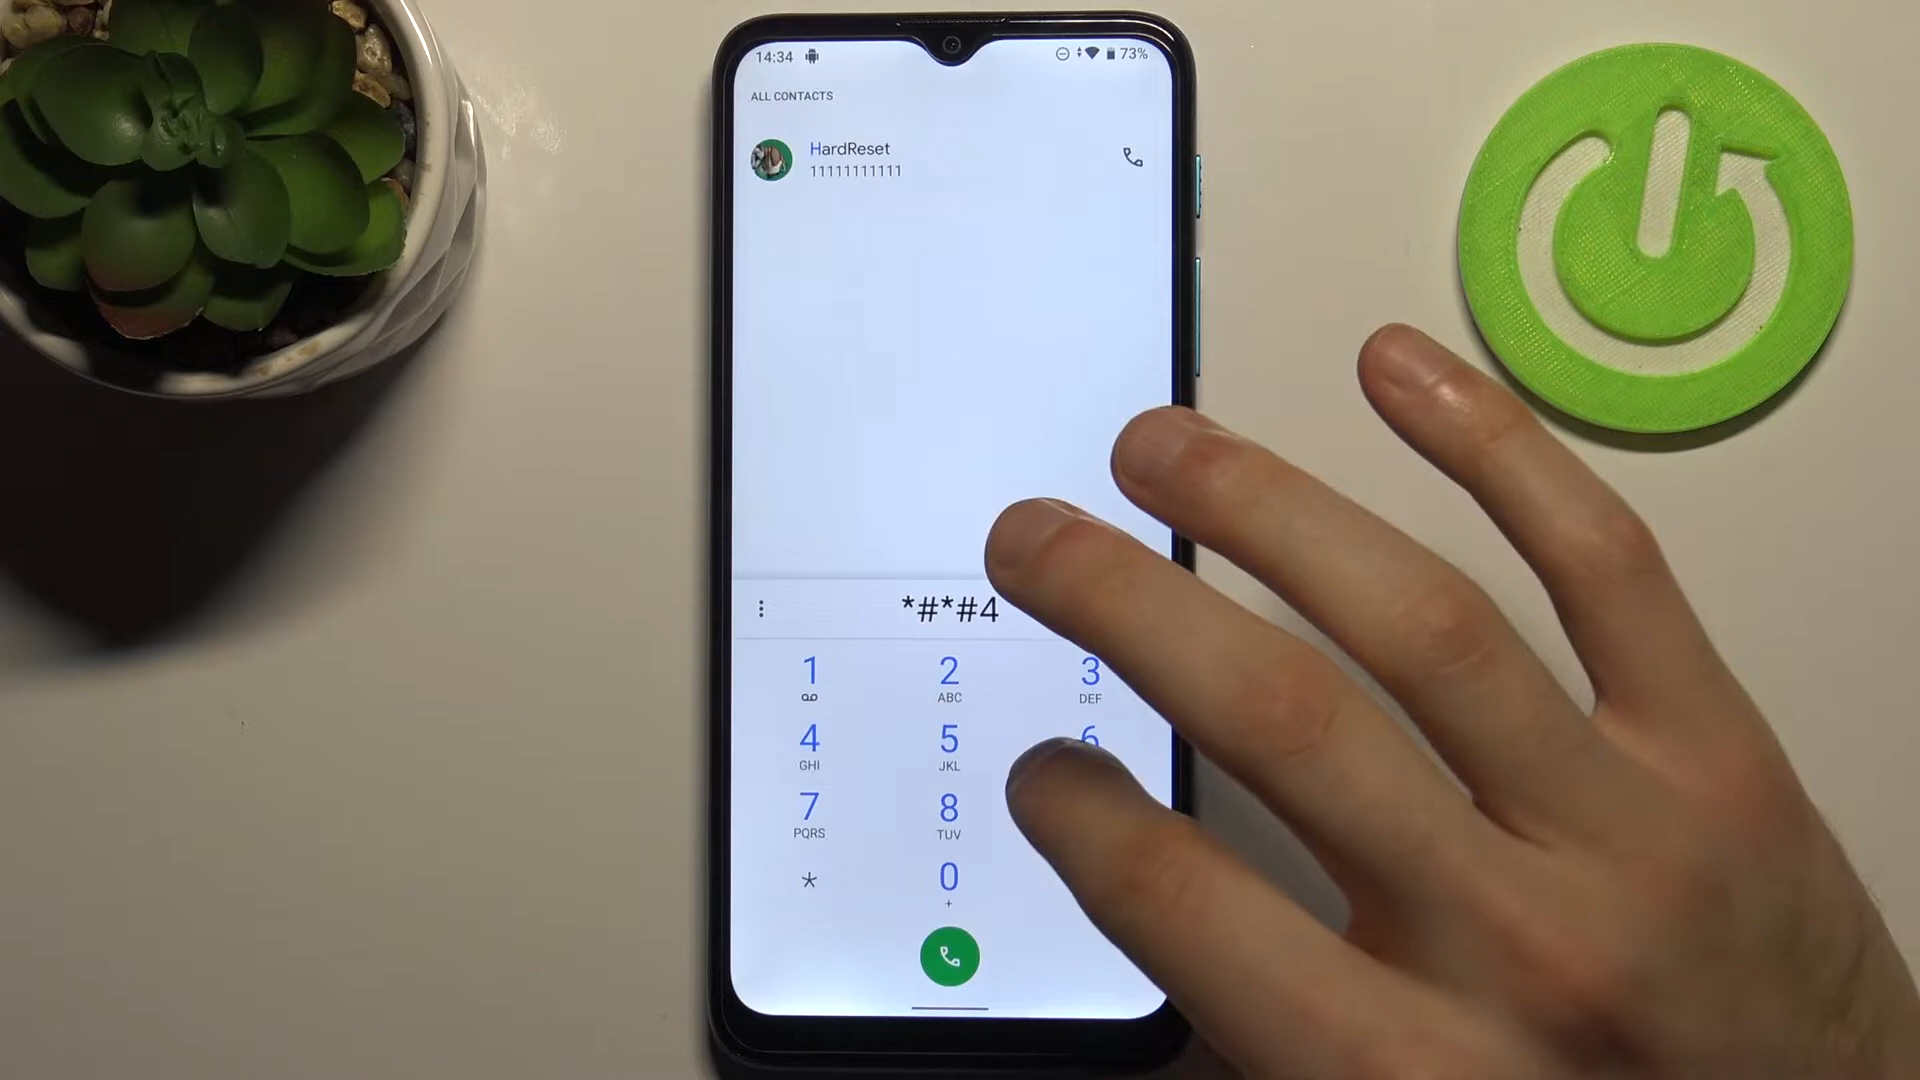 14:34 73%
ALL CONTACTS
HardReset
11111111111
*#*#4
1 2 3
ABC DEF
4 5 6
GHI JKL
7 8
PQRS TUV
* 0
+